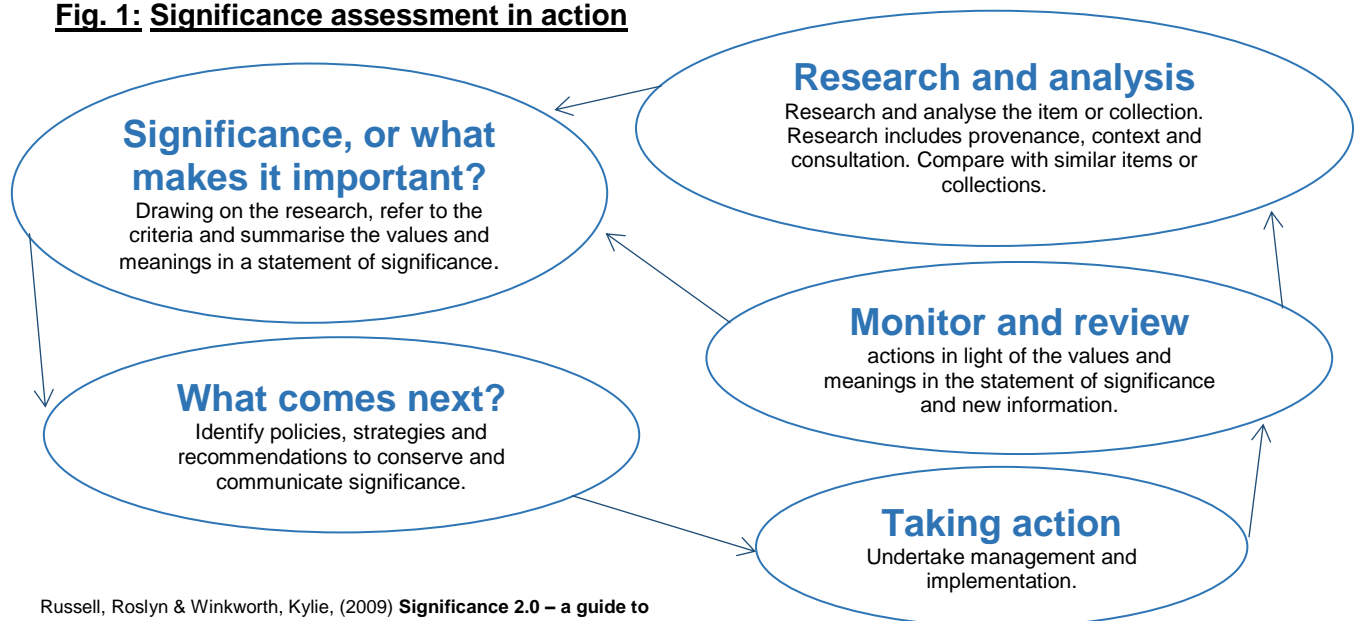 Fig. 1: Significance assessment in action
Significance, or what
makes it important?
Drawing on the research, refer to the
criteria and summarise the values and
meanings in a statement of significance.
Research and analysis
Research and analyse the item or collection.
Research includes provenance, context and
consultation. Compare with similar items or
collections.
Monitor and review
actions in light of the values and
meanings in the statement of significance
and new information.
What comes next?
Identify policies, strategies and
recommendations to conserve and
communicate significance.
Taking action
Undertake management and
implementation.
Russell, Roslyn & Winkworth, Kylie, (2009) Significance 2.0 – a guide to